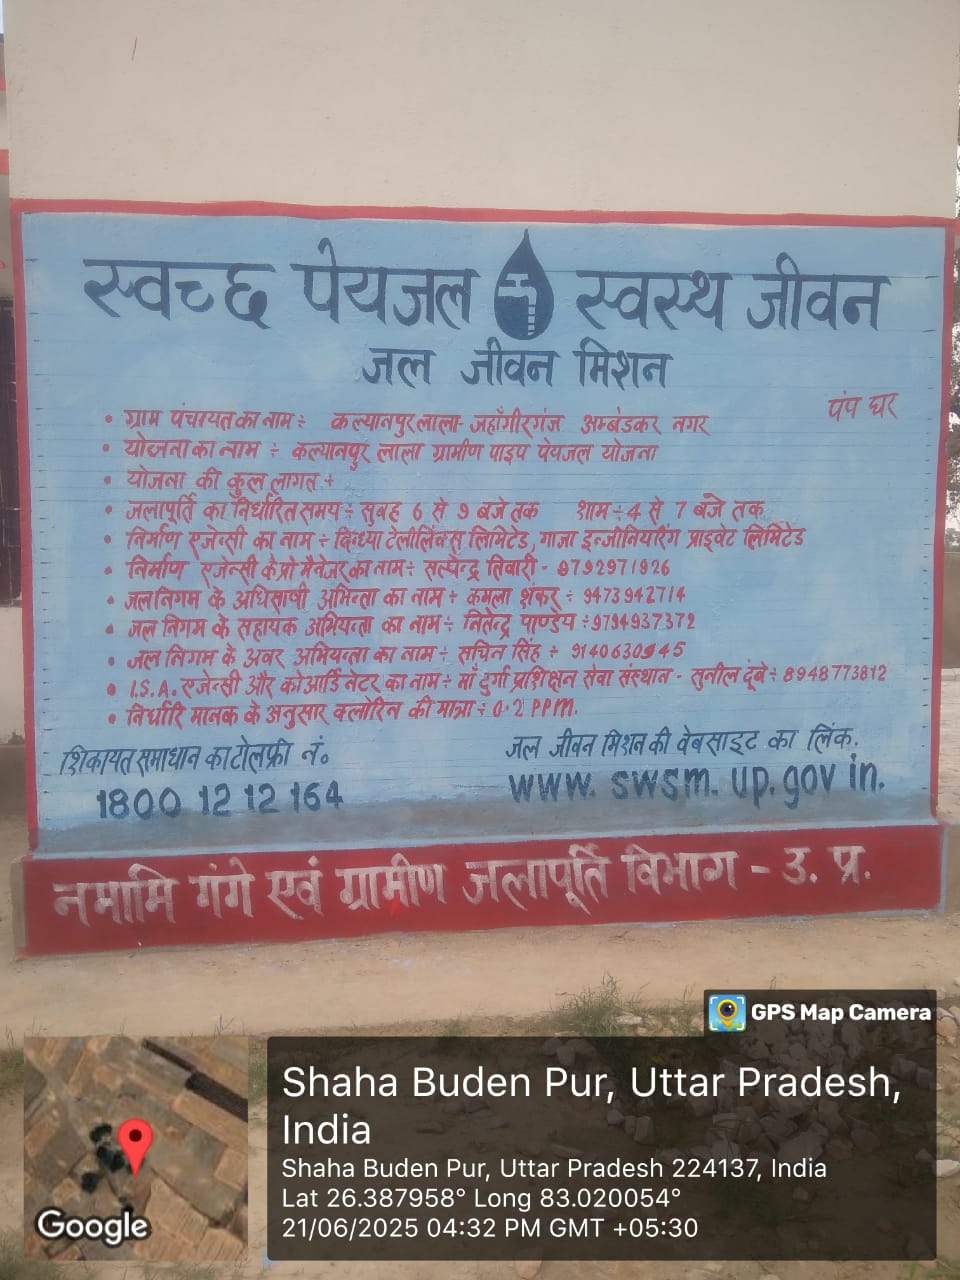 स्वच्छ पेयजल स्वस्थ जीवन
जल जीवन मिशन
पंप घर
• ग्राम पंचायत का नाम ÷ कल्यानपुर लाला- जहाँगीरगंज अम्बेडकर नगर
• योजना का नाम ÷ कल्यानपुर लाला ग्रामीण पाइप पेयजल योजना
• योजना की कुल लागत ÷
• जलापूर्ति का निर्धारित समय ÷ सुबह 6 से 9 बजे तक शाम ÷ 4 से 7 बजे तक
• निर्माण एजेन्सी का नाम ÷ विन्ध्या टेलीलिंक्स लिमिटेड, गाजा इन्जीनियरिंग प्राइवेट लिमिटेड
• निर्माण एजेन्सी के प्रो मैनेजर का नाम ÷ सत्येन्द्र तिवारी - 8792971926
• जल निगम के अधिसाषी अभिन्ता का नाम ÷ कमला शंकर ÷ 9473942714
• जल निगम के सहायक अभियन्ता का नाम ÷ नितेन्द्र पाण्डेय ÷ 9794937372
• जल निगम के अवर अभियन्ता का नाम ÷ सचिन सिंह ÷
• I.S.A. एजेन्सी और कोआर्डिनेटर का नाम ÷ माँ दुर्गा प्रशिक्षन सेवा संस्थान - सुनील दूबे ÷ 8948773812
• निर्धारि मानक के अनुसार क्लोरिन की मात्रा ÷ 0.2 PPM.
शिकायत समाधान का टोलफ्री नं०
1800 12 12 164
जल जीवन मिशन की वेबसाइट का लिंक.
www. swsm. up. gov in.
नमामि गंगे एवं ग्रामीण जलापूर्ति विभाग - उ. प्र.
GPS Map Camera
Shaha Buden Pur, Uttar Pradesh,
India
Shaha Buden Pur, Uttar Pradesh 224137, India
Lat 26.387958° Long 83.020054°
21/06/2025 04:32 PM GMT +05:30
Google